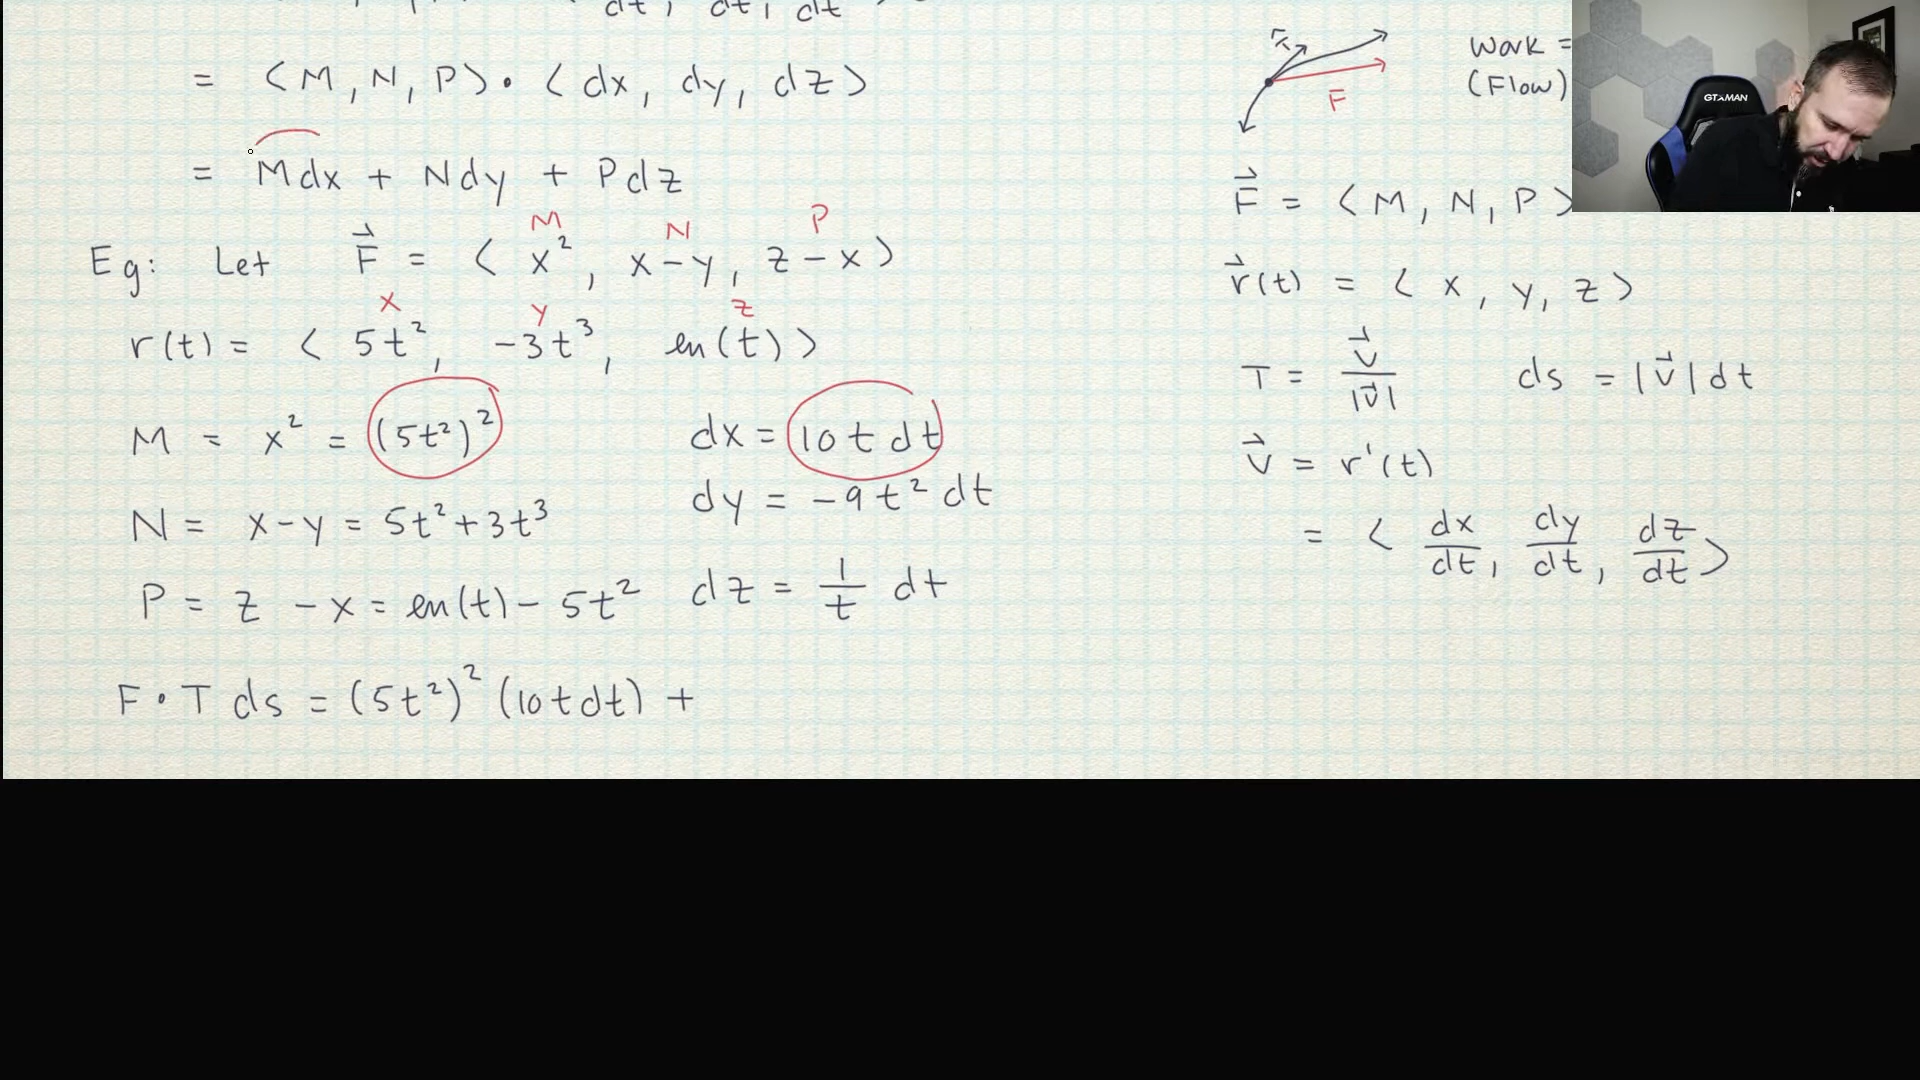 = ⟨M, N, P⟩ · ⟨dx, dy, dz⟩
= Mdx + Ndy + Pdz
M N P
Eg: Let F⃗ = ⟨x², x-y, z-x⟩
x y z
r(t) = ⟨5t², -3t³, ln(t)⟩
M = x² = (5t²)² dx = 10t dt
N = x-y = 5t²+3t³ dy = -9t² dt
P = z - x = ln(t) - 5t² dz = 1/t dt
F · T ds = (5t²)² (10t dt) +
Work =
(Flow)
F
F⃗ = ⟨M, N, P⟩
r⃗(t) = ⟨x, y, z⟩
T = v⃗/|v⃗| ds = |v⃗|dt
v⃗ = r'(t)
= ⟨dx/dt, dy/dt, dz/dt⟩
GTXMAN